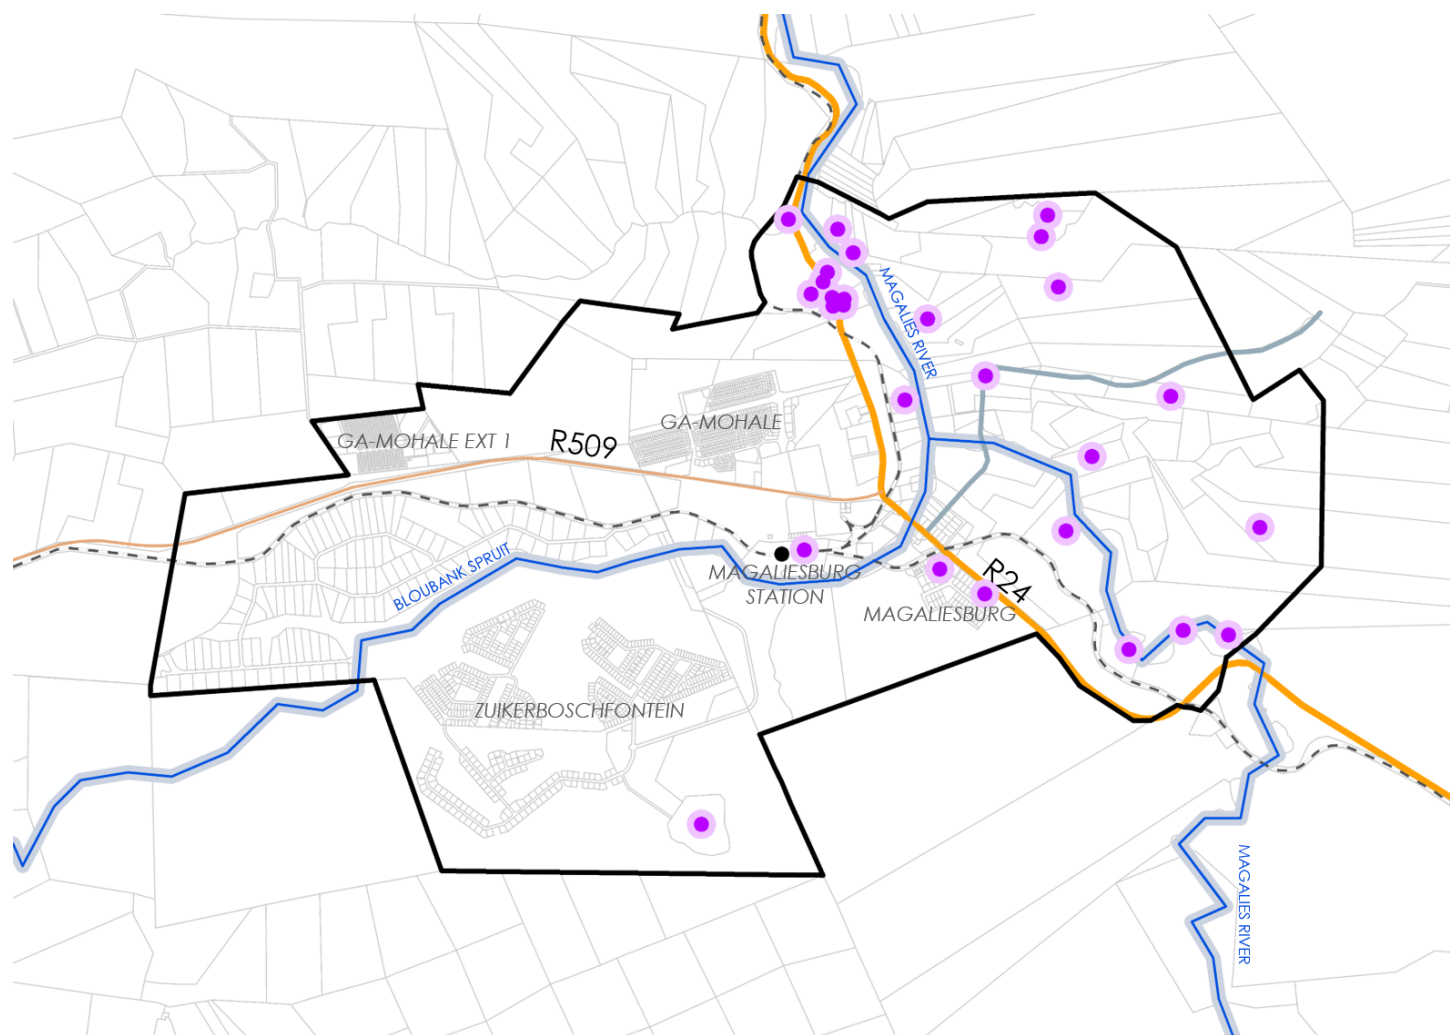 MAGALIES RIVER
GA-MOHALE
GA-MOHALE EXT 1
R509
BLOUBANK SPRUIT
MAGALIESBURG
STATION
R24
MAGALIESBURG
ZUIKERBOSCHFONTEIN
MAGALIES RIVER